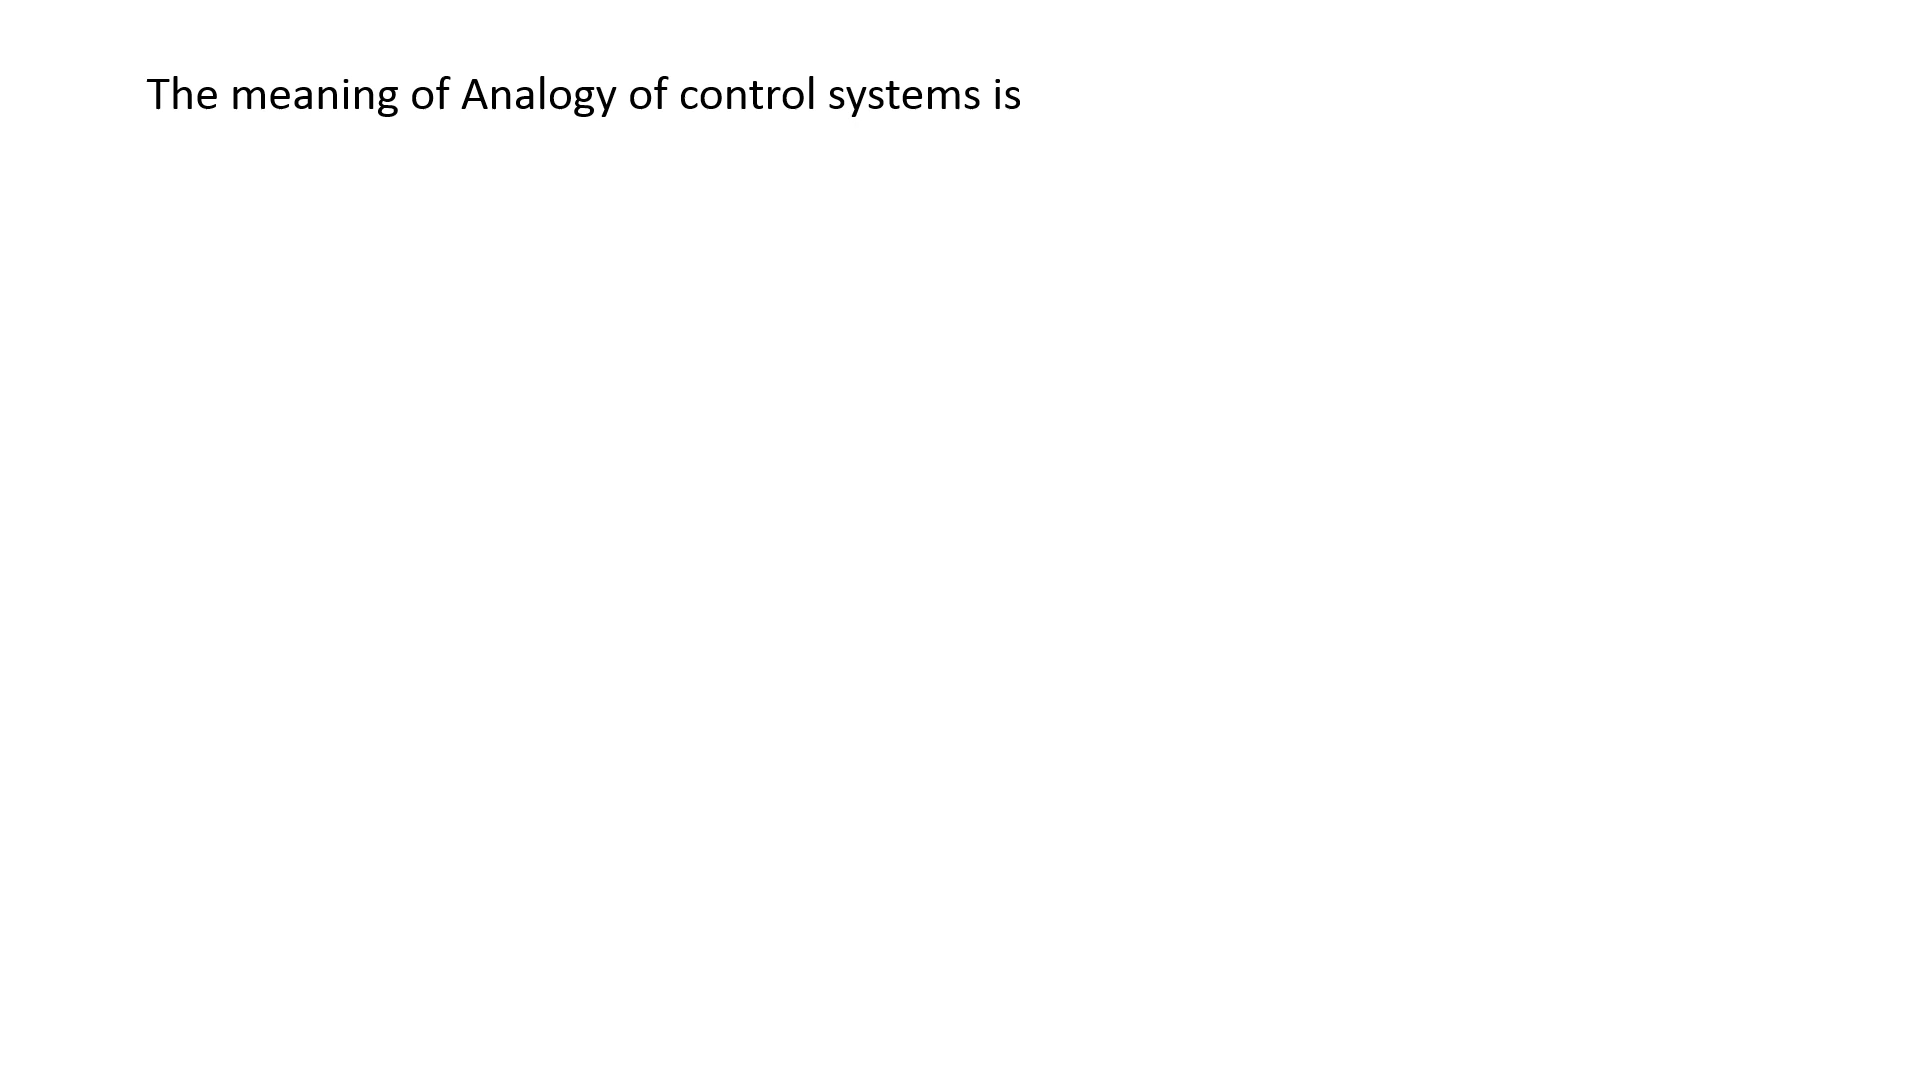 The meaning of Analogy of control systems is